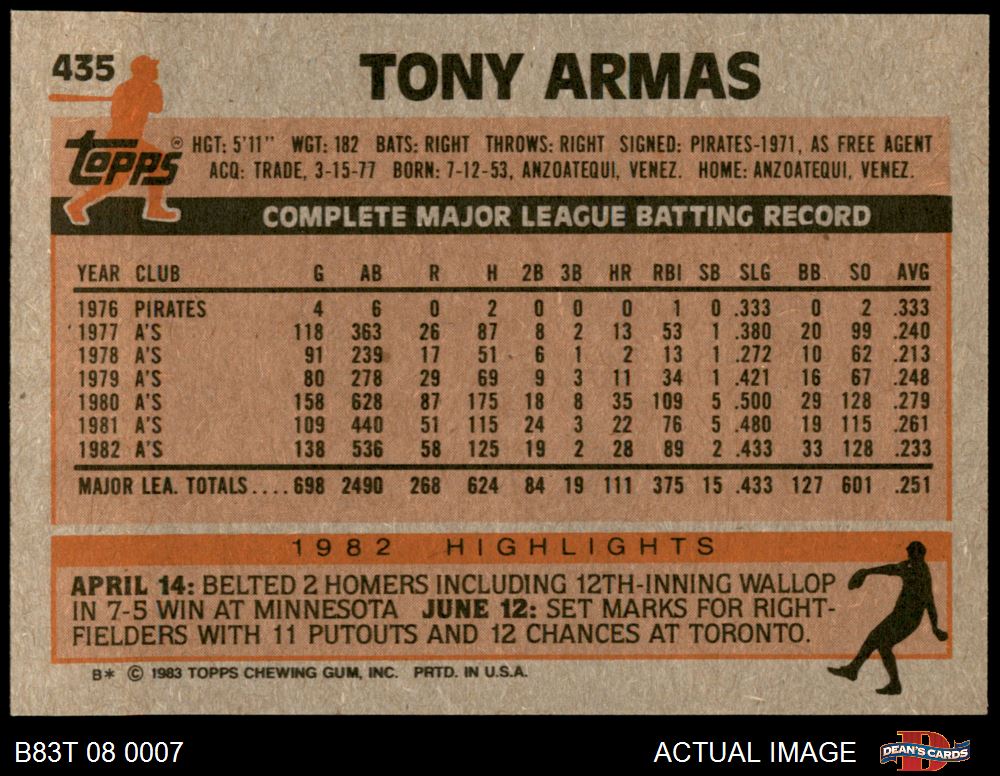 435
TONY ARMAS
topps®
HGT: 5'11" WGT: 182 BATS: RIGHT THROWS: RIGHT SIGNED: PIRATES-1971, AS FREE AGENT
ACQ: TRADE, 3-15-77 BORN: 7-12-53, ANZOATEQUI, VENEZ. HOME: ANZOATEQUI, VENEZ.
COMPLETE MAJOR LEAGUE BATTING RECORD
YEAR CLUB G AB R H 2B 3B HR RBI SB SLG BB SO AVG
1976 PIRATES 4 6 0 2 0 0 0 1 0 .333 0 2 .333
1977 A'S 118 363 26 87 8 2 13 53 1 .380 20 99 .240
1978 A'S 91 239 17 51 6 1 2 13 1 .272 10 62 .213
1979 A'S 80 278 29 69 9 3 11 34 1 .421 16 67 .248
1980 A'S 158 628 87 175 18 8 35 109 5 .500 29 128 .279
1981 A'S 109 440 51 115 24 3 22 76 5 .480 19 115 .261
1982 A'S 138 536 58 125 19 2 28 89 2 .433 33 128 .233
MAJOR LEA. TOTALS.... 698 2490 268 624 84 19 111 375 15 .433 127 601 .251
1982 HIGHLIGHTS
APRIL 14: BELTED 2 HOMERS INCLUDING 12TH-INNING WALLOP
IN 7-5 WIN AT MINNESOTA JUNE 12: SET MARKS FOR RIGHT-
FIELDERS WITH 11 PUTOUTS AND 12 CHANCES AT TORONTO.
B* © 1983 TOPPS CHEWING GUM, INC. PRTD. IN U.S.A.
B83T 08 0007
ACTUAL IMAGE
D
DEAN'S CARDS